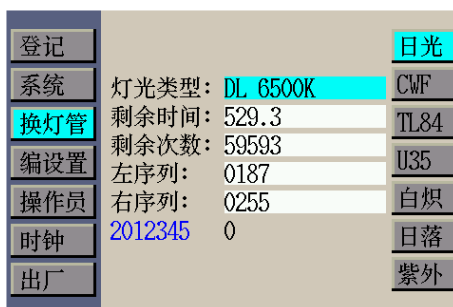 登记
系统
换灯管
编设置
操作员
时钟
出厂
灯光类型: DL 6500K
剩余时间: 529.3
剩余次数: 59593
左序列: 0187
右序列: 0255
2012345 0
日光
CWF
TL84
U35
白炽
日落
紫外